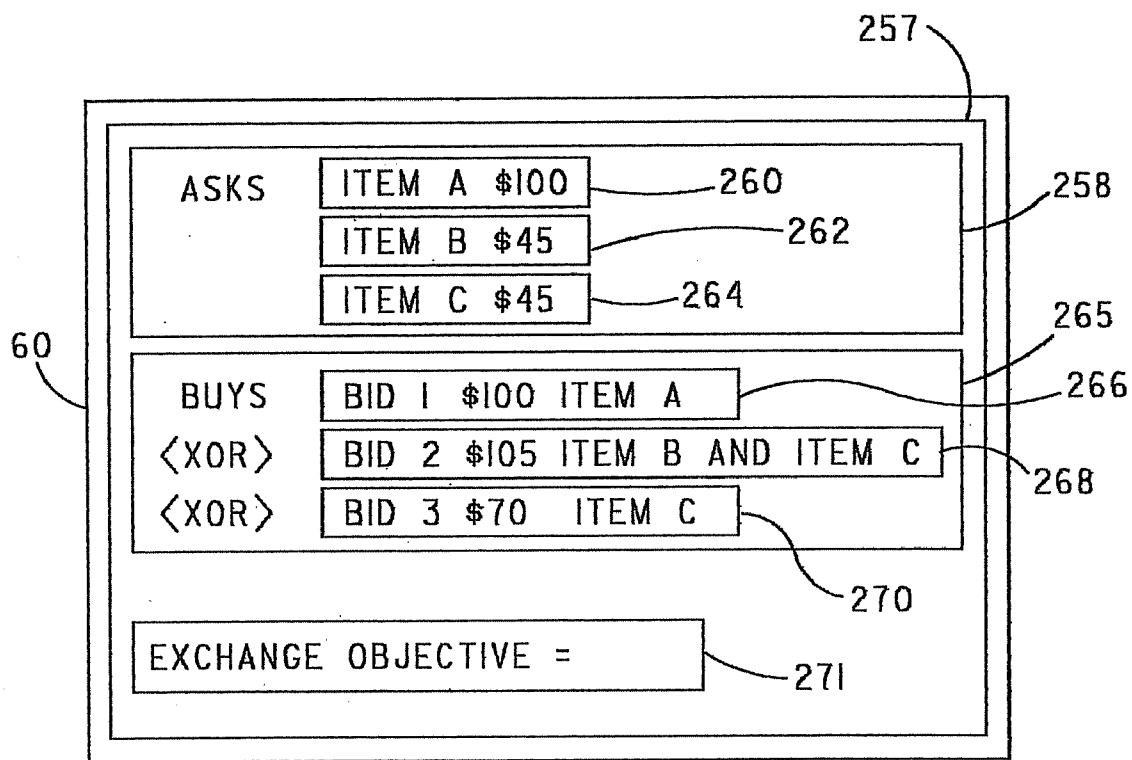 257
ASKS ITEM A $100 260
258
ITEM B $45 262
ITEM C $45 264
265
60
BUYS BID 1 $100 ITEM A 266
<XOR> BID 2 $105 ITEM B AND ITEM C
268
<XOR> BID 3 $70 ITEM C
270
EXCHANGE OBJECTIVE = 271